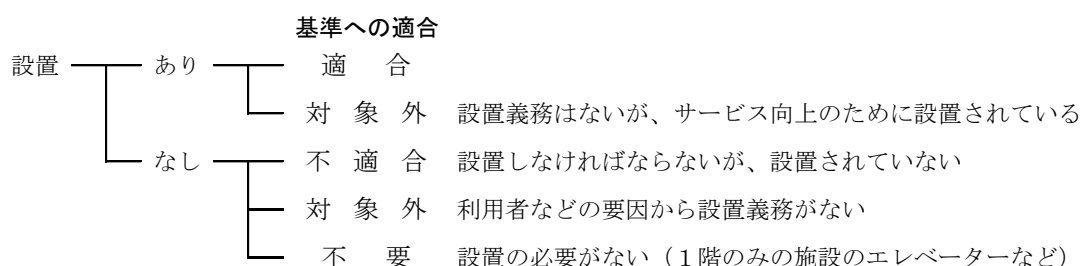 基準への適合
設置 あり 適 合
対 象 外 設置義務はないが、サービス向上のために設置されている
なし 不 適 合 設置しなければならないが、設置されていない
対 象 外 利用者などの要因から設置義務がない
不 要 設置の必要がない（１階のみの施設のエレベーターなど）